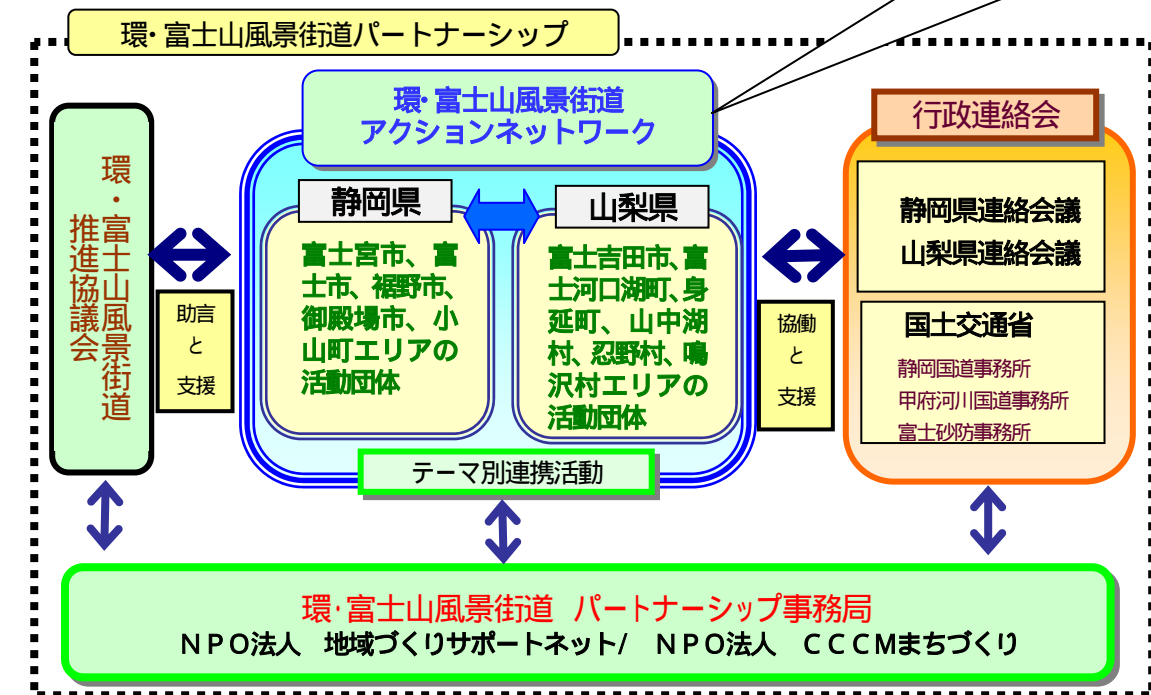 環・富士山風景街道パートナーシップ
環・富士山風景街道
アクションネットワーク
行政連絡会
環・富士山風景街道
推進協議会
静岡県
山梨県
富士宮市、富
士市、裾野市、
御殿場市、小
山町エリアの
活動団体
富士吉田市、富
士河口湖町、身
延町、山中湖
村、忍野村、鳴
沢村エリアの
活動団体
助言
と
支援
協働
と
支援
静岡県連絡会議
山梨県連絡会議
国土交通省
静岡国道事務所
甲府河川国道事務所
富士砂防事務所
テーマ別連携活動
環・富士山風景街道 パートナーシップ事務局
NPO法人 地域づくりサポートネット/ NPO法人 CCCMまちづくり